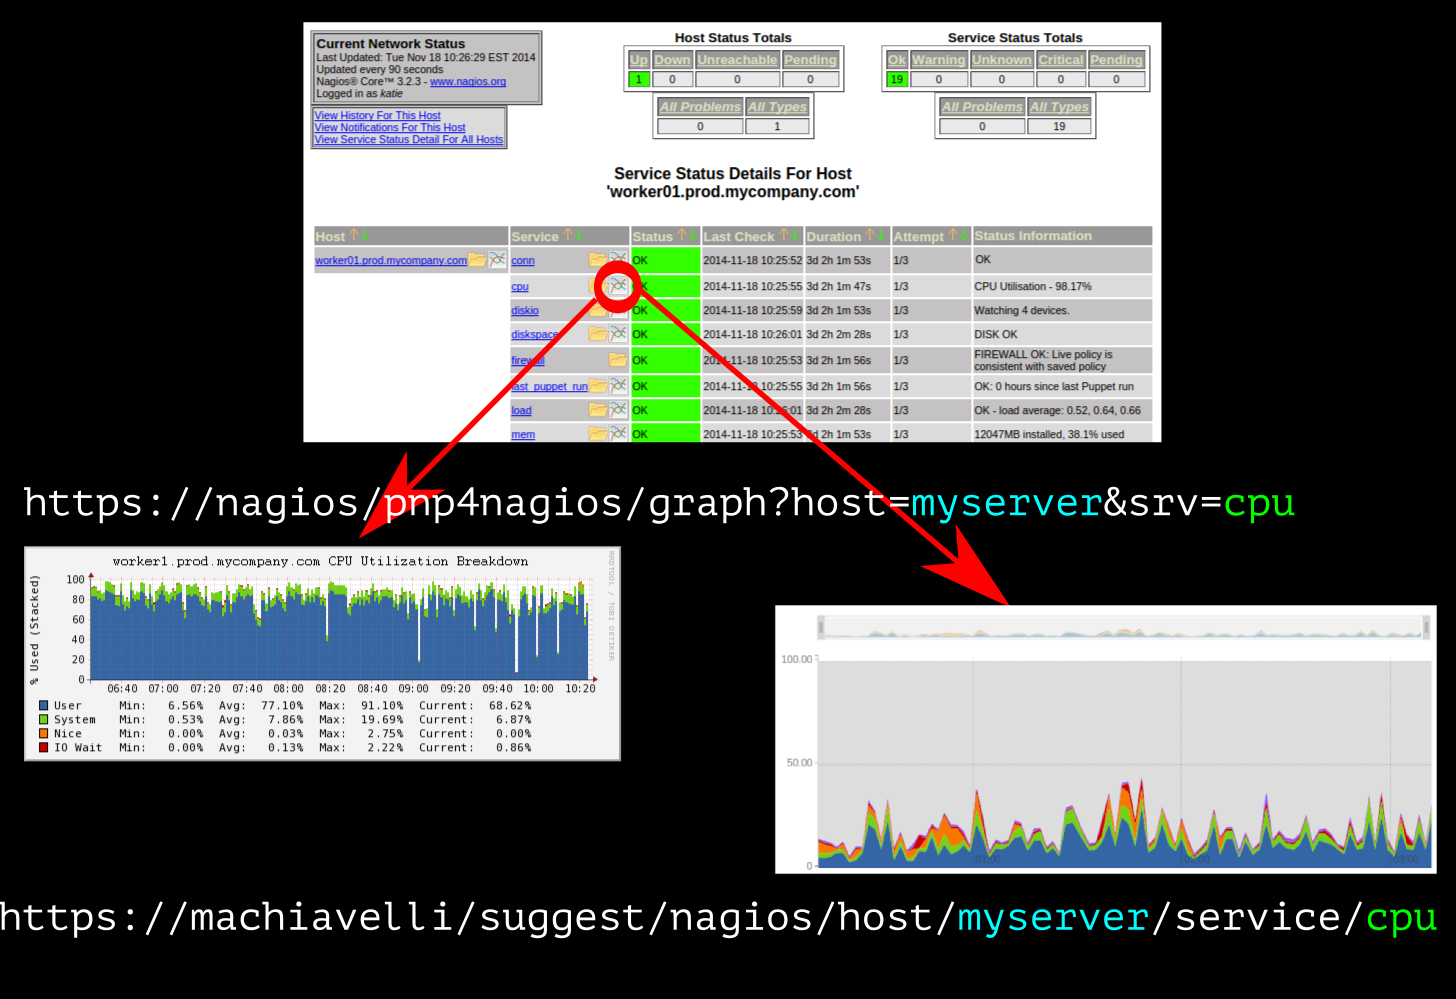 Current Network Status
Last Updated: Tue Nov 18 10:26:29 EST 2014
Updated every 90 seconds
Nagios® Core™ 3.2.3 - www.nagios.org
Logged in as katie
View History For This Host
View Notifications For This Host
View Service Status Detail For All Hosts
Host Status Totals
Up Down Unreachable Pending
1 0 0 0
All Problems All Types
0 1
Service Status Totals
Ok Warning Unknown Critical Pending
19 0 0 0 0
All Problems All Types
0 19
Service Status Details For Host
'worker01.prod.mycompany.com'
Host Service Status Last Check Duration Attempt Status Information
worker01.prod.mycompany.com conn OK 2014-11-18 10:25:52 3d 2h 1m 53s 1/3 OK
cpu OK 2014-11-18 10:25:55 3d 2h 1m 47s 1/3 CPU Utilisation - 98.17%
diskio OK 2014-11-18 10:25:59 3d 2h 1m 53s 1/3 Watching 4 devices.
diskspace OK 2014-11-18 10:26:01 3d 2h 2m 28s 1/3 DISK OK
firewall OK 2014-11-18 10:25:53 3d 2h 1m 56s 1/3 FIREWALL OK: Live policy is
consistent with saved policy
last_puppet_run OK 2014-11-18 10:25:55 3d 2h 1m 56s 1/3 OK: 0 hours since last Puppet run
load OK 2014-11-18 10:26:01 3d 2h 2m 28s 1/3 OK - load average: 0.52, 0.64, 0.66
mem OK 2014-11-18 10:25:53 3d 2h 1m 53s 1/3 12047MB installed, 38.1% used
https://nagios/pnp4nagios/graph?host=myserver&srv=cpu
worker1.prod.mycompany.com CPU Utilization Breakdown
RRDTOOL / TOBI OETIKER
% Used (Stacked)
100
80
60
40
20
0
06:40 07:00 07:20 07:40 08:00 08:20 08:40 09:00 09:20 09:40 10:00 10:20
User Min: 6.56% Avg: 77.10% Max: 91.10% Current: 68.62%
System Min: 0.53% Avg: 7.86% Max: 19.69% Current: 6.87%
Nice Min: 0.00% Avg: 0.03% Max: 2.75% Current: 0.00%
IO Wait Min: 0.00% Avg: 0.13% Max: 2.22% Current: 0.86%
100.00
50.00
0
01:00 02:00 03:00
https://machiavelli/suggest/nagios/host/myserver/service/cpu